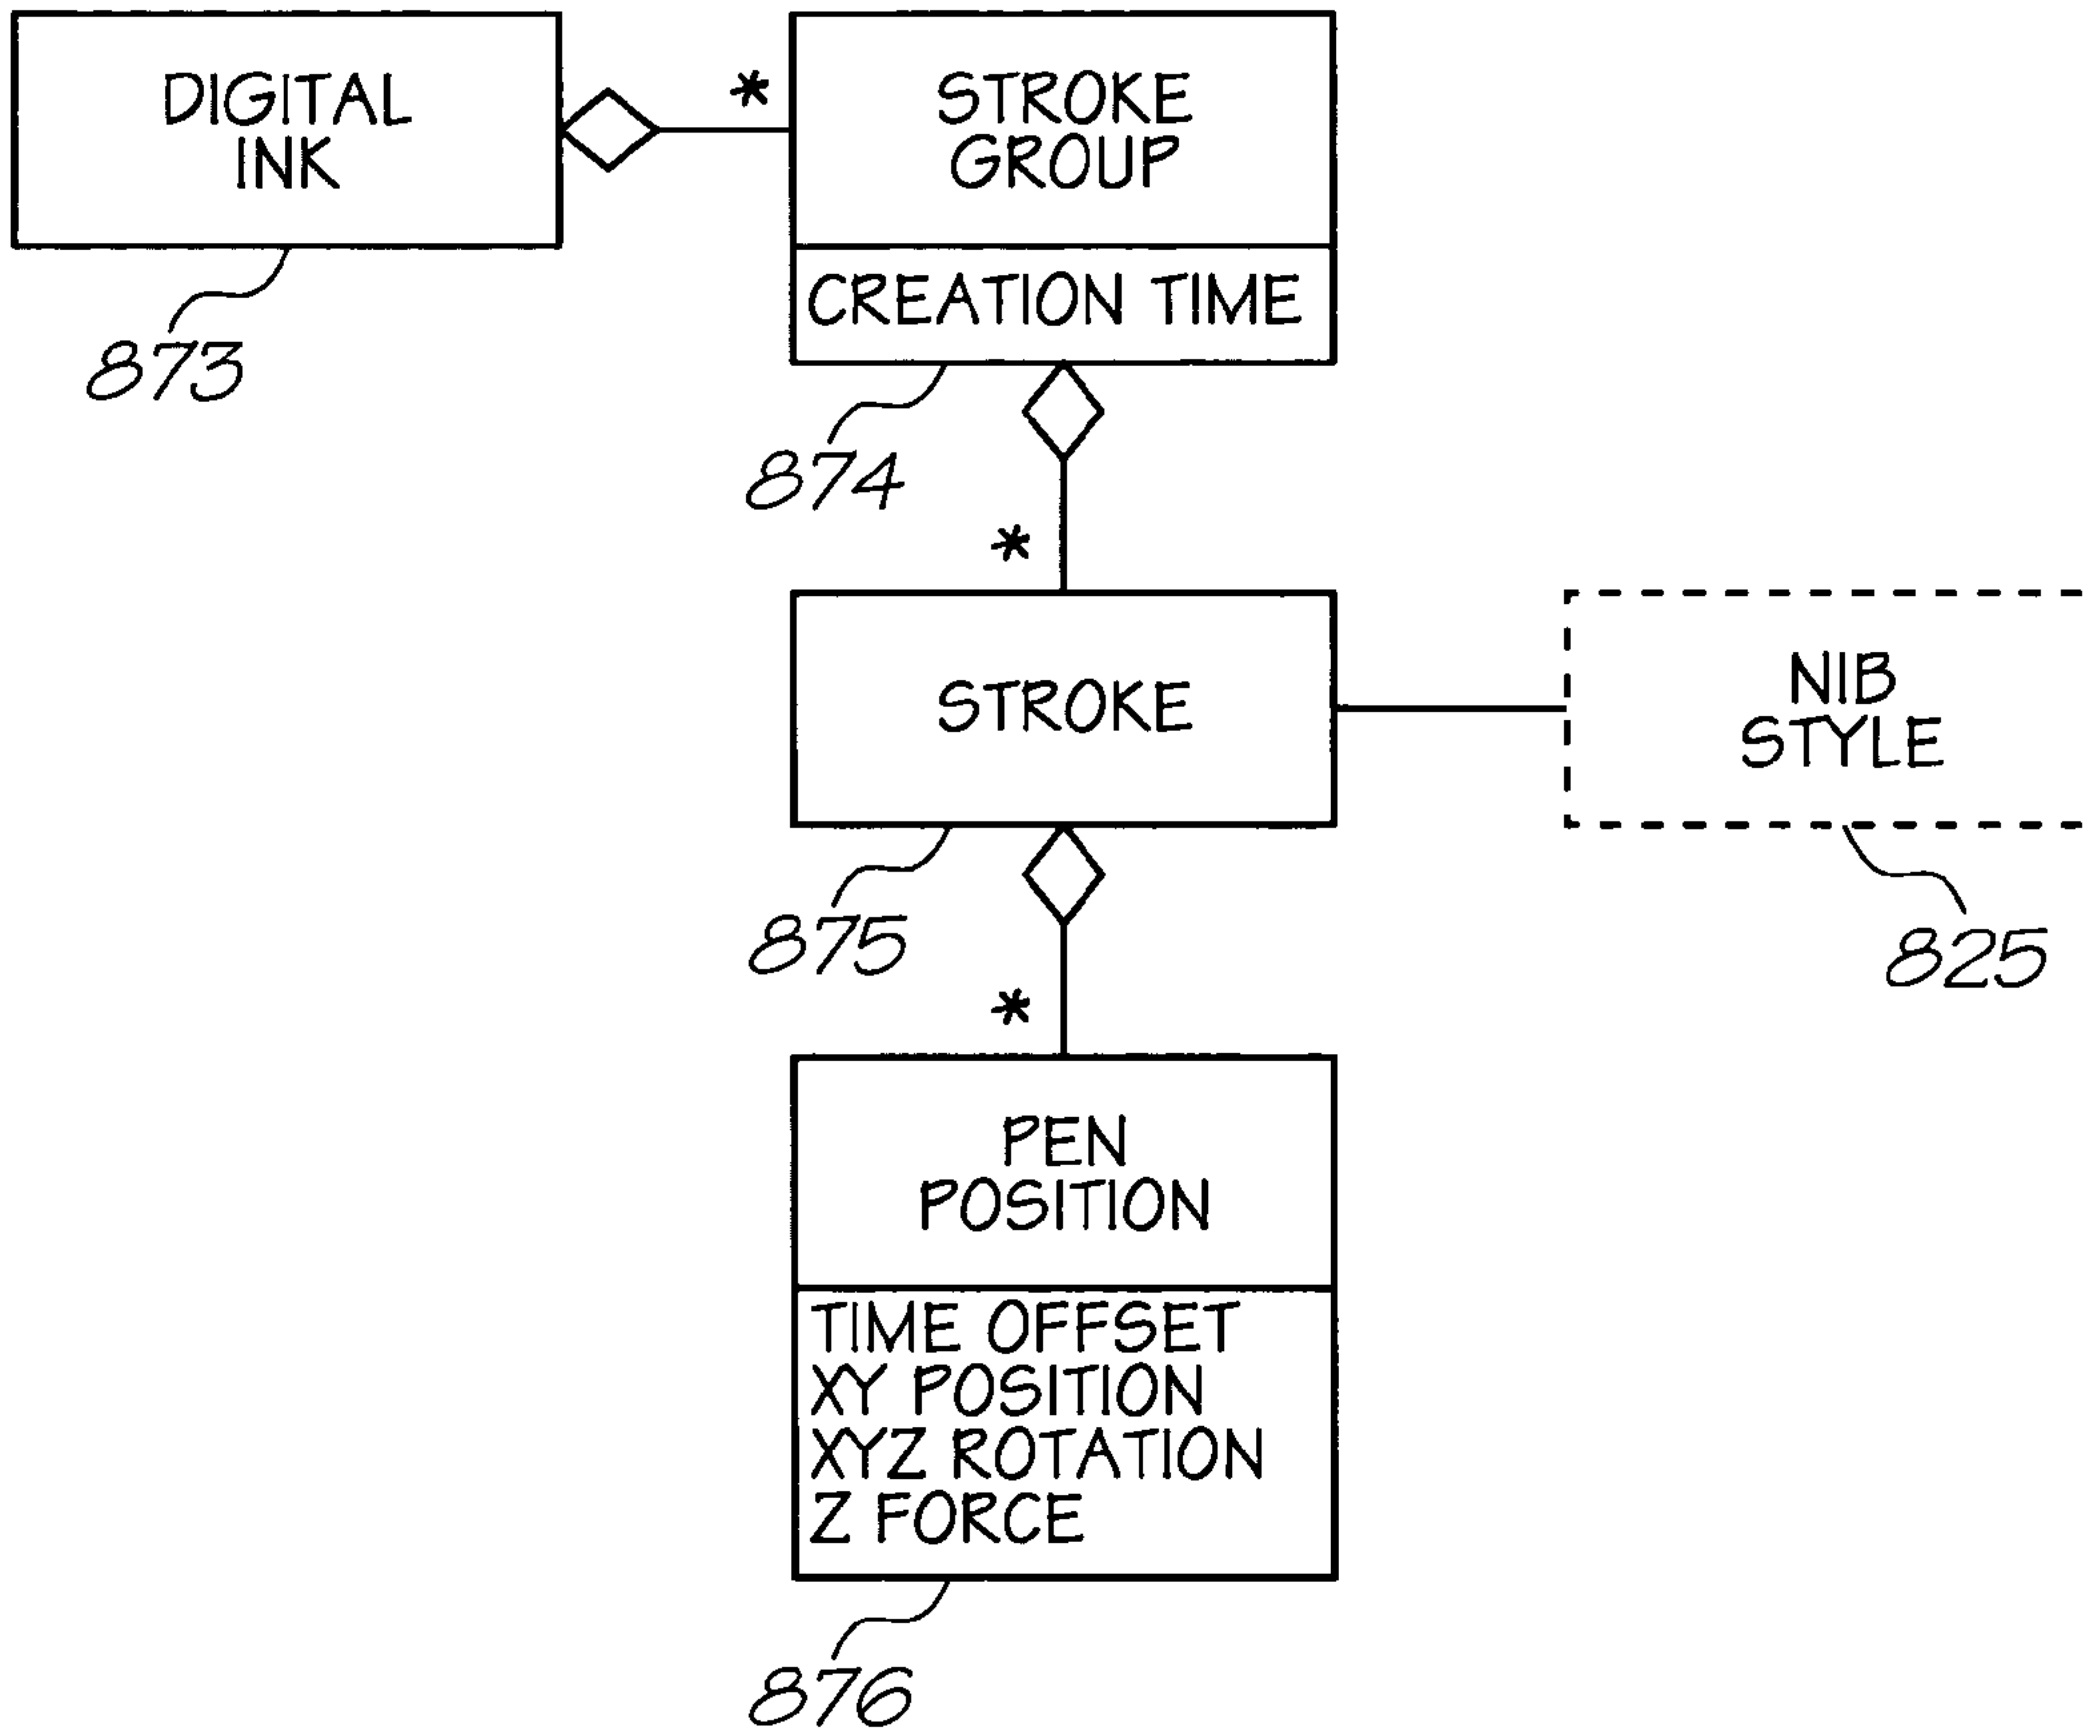 DIGITAL
INK
*
STROKE
GROUP
CREATION TIME
873
874
*
STROKE
NIB
STYLE
875
825
*
PEN
POSITION
TIME OFFSET
XY POSITION
XYZ ROTATION
Z FORCE
876